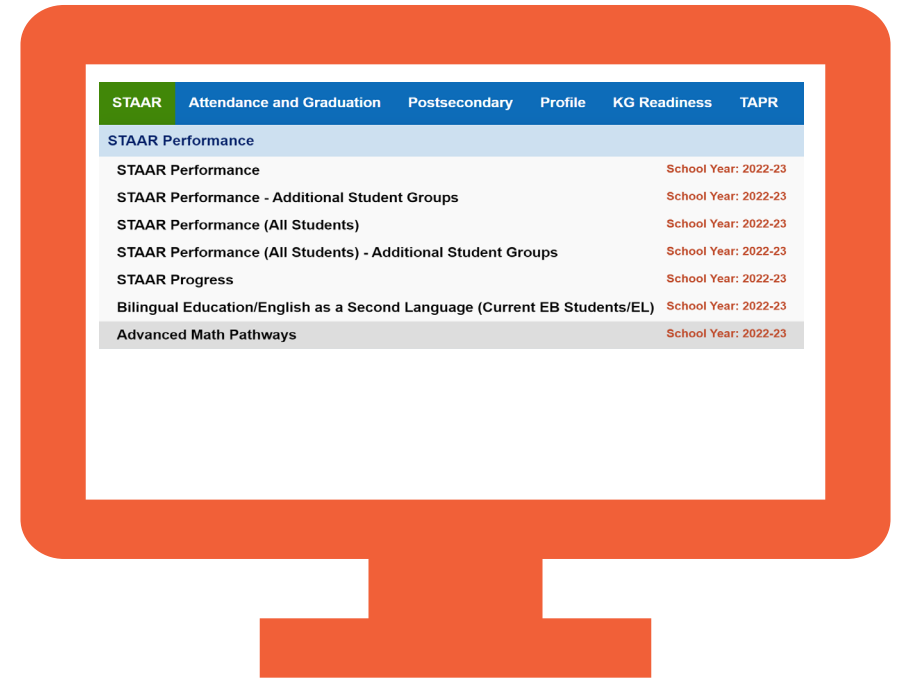 STAAR Attendance and Graduation Postsecondary Profile KG Readiness TAPR
STAAR Performance
STAAR Performance School Year: 2022-23
STAAR Performance - Additional Student Groups School Year: 2022-23
STAAR Performance (All Students) School Year: 2022-23
STAAR Performance (All Students) - Additional Student Groups School Year: 2022-23
STAAR Progress School Year: 2022-23
Bilingual Education/English as a Second Language (Current EB Students/EL) School Year: 2022-23
Advanced Math Pathways School Year: 2022-23